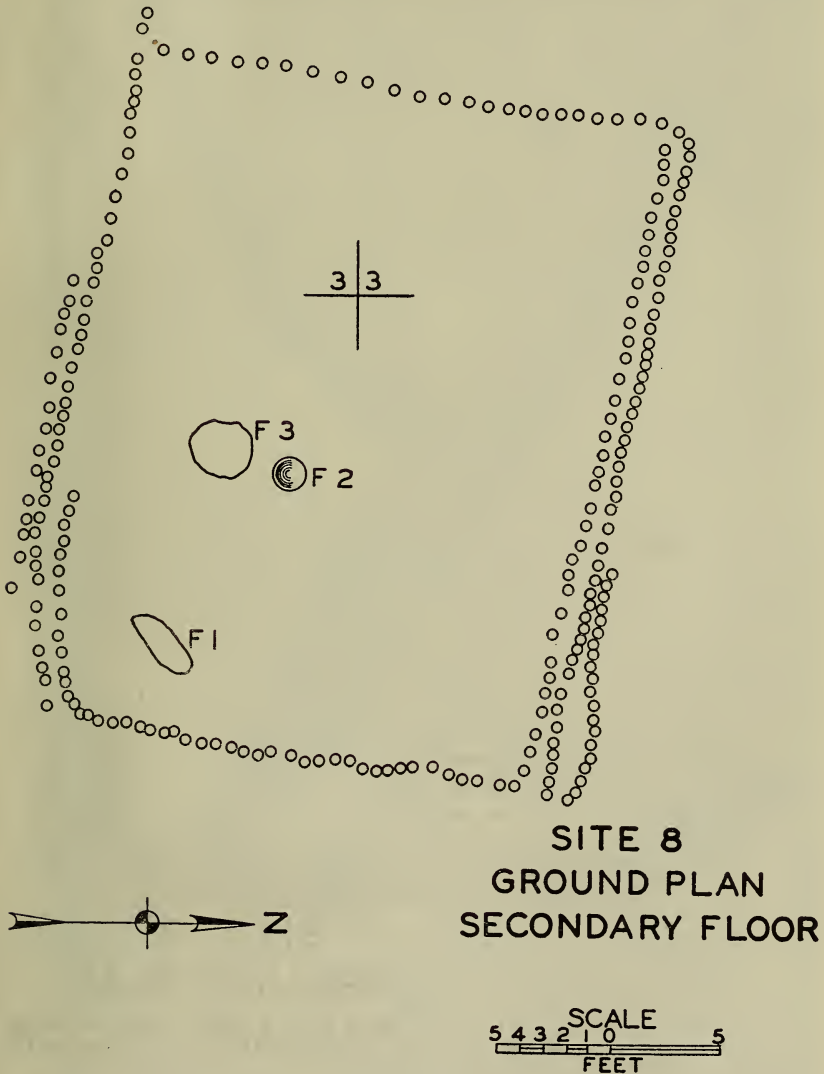 3 3
F 3
F 2
F 1
SITE 8
GROUND PLAN
SECONDARY FLOOR
N
SCALE
5 4 3 2 1 0 5
FEET